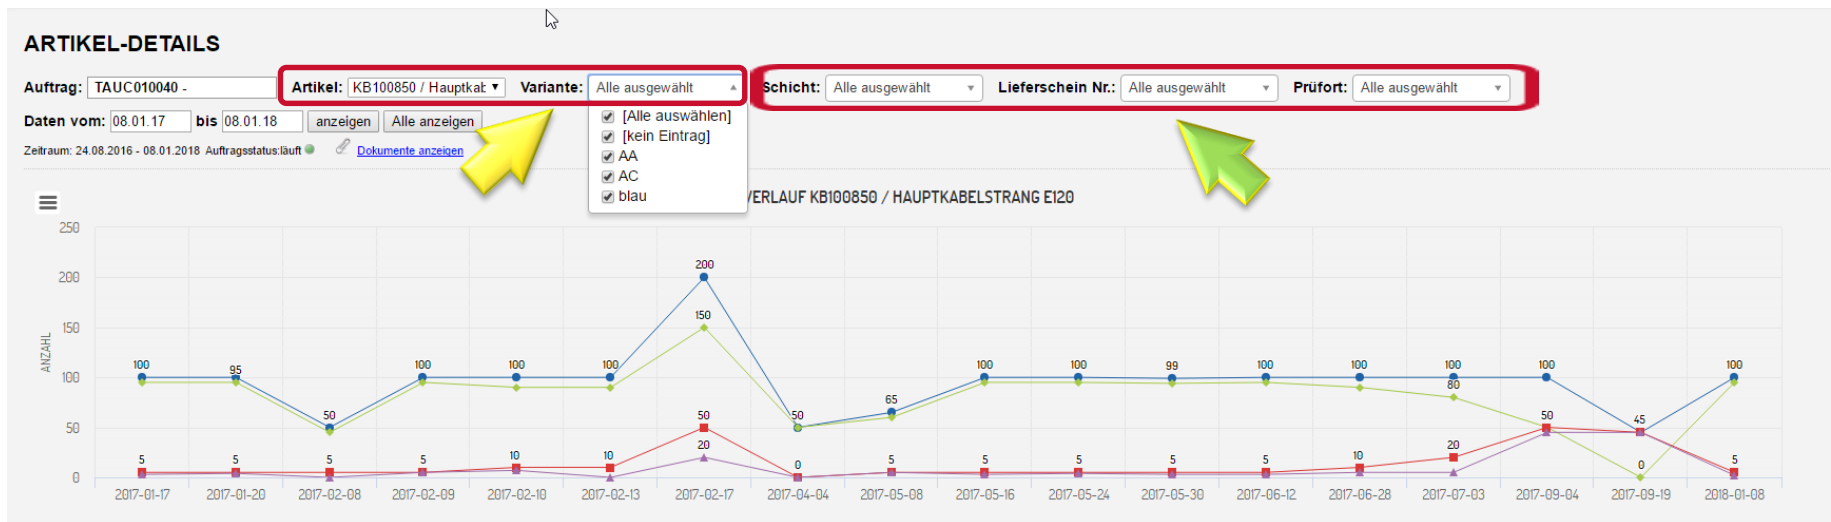 ARTIKEL-DETAILS
Auftrag: TAUC010040 - Artikel: KB100850 / Hauptkat Variante: Alle ausgewählt Schicht: Alle ausgewählt Lieferschein Nr.: Alle ausgewählt Prüfort: Alle ausgewählt
Daten vom: 08.01.17 bis 08.01.18 anzeigen Alle anzeigen
Zeitraum: 24.08.2016 - 08.01.2018 Auftragsstatus:läuft Dokumente anzeigen
[Alle auswählen]
[kein Eintrag]
AA
AC
blau
VERLAUF KB100850 / HAUPTKABELSTRANG E120
ANZAHL
250
200
150
100
50
0
200
150
100 95 100 100 100 100 100 99 100 100 100 100 100
80
65
50 50 50 50 45
20 20
5 5 5 5 10 10 0 5 5 5 5 5 10 0 5
2017-01-17 2017-01-20 2017-02-08 2017-02-09 2017-02-10 2017-02-13 2017-02-17 2017-04-04 2017-05-08 2017-05-16 2017-05-24 2017-05-30 2017-06-12 2017-06-28 2017-07-03 2017-09-04 2017-09-19 2018-01-08